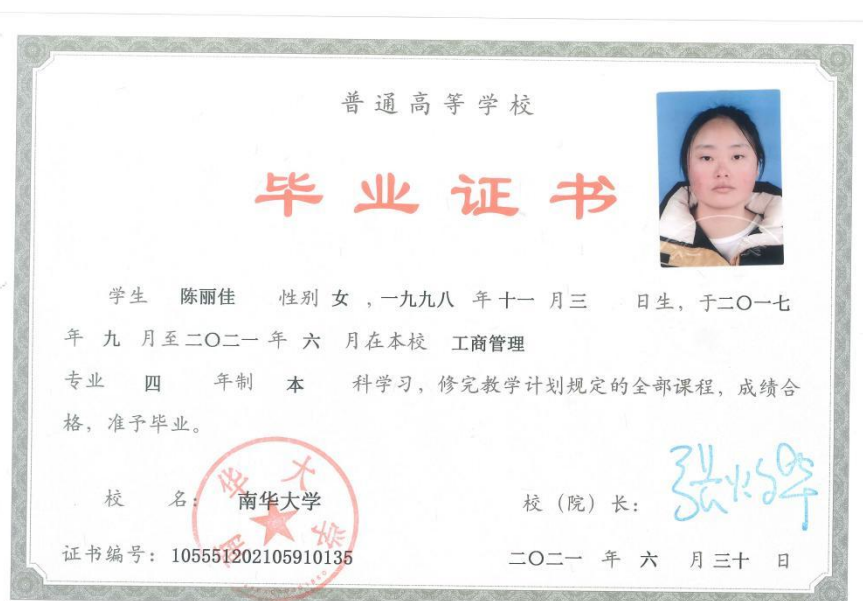 普通高等学校
毕业证书
学生 陈丽佳 性别 女 ,一九九八 年 十一 月 三 日生，于二〇一七
年 九 月至二〇二一 年 六 月在本校 工商管理
专业 四 年制 本 科学习，修完教学计划规定的全部课程，成绩合
格，准予毕业。
校 名： 南华大学 校（院）长：
南华大学
证书编号：105551202105910135 二〇二一 年 六 月 三十 日